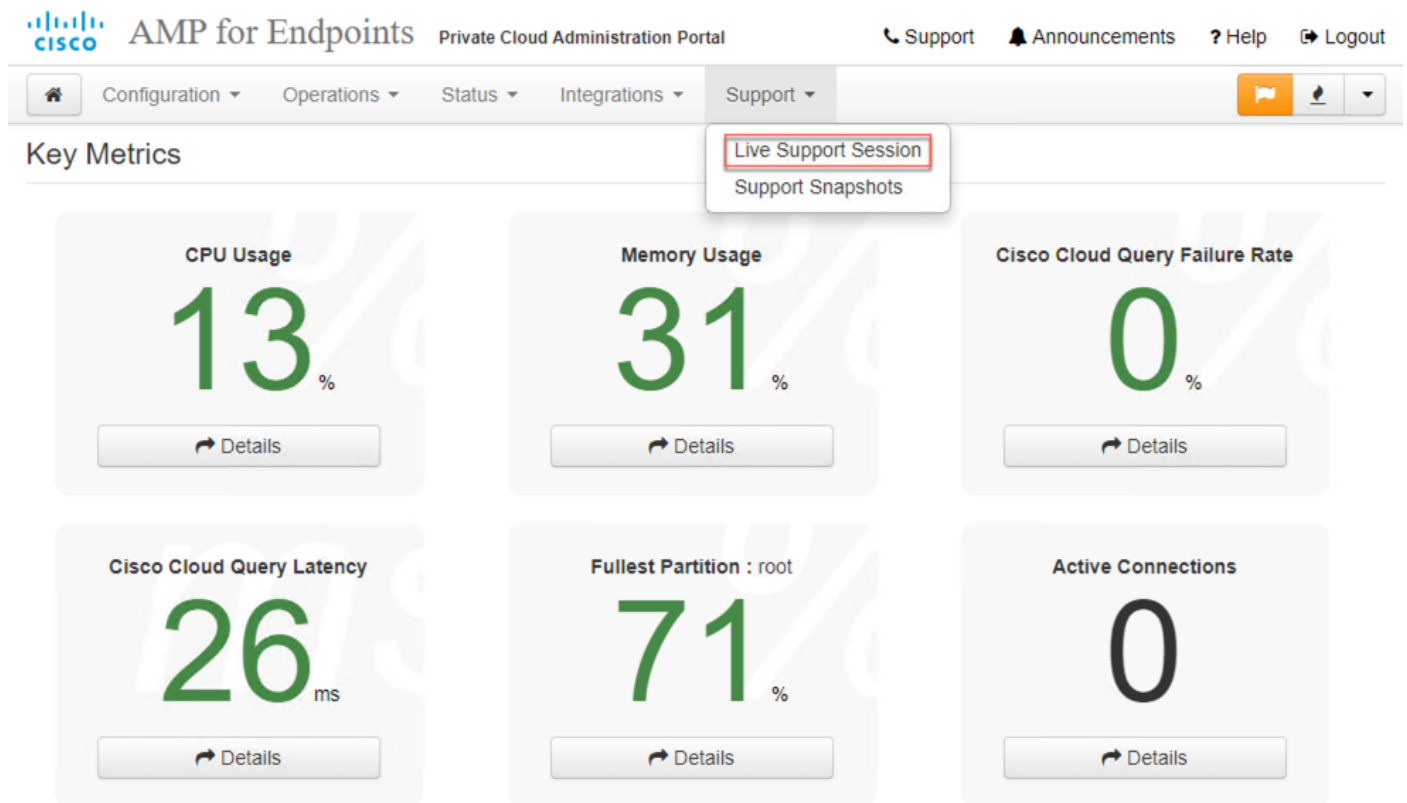 CISCO AMP for Endpoints Private Cloud Administration Portal Support Announcements ? Help Logout
Configuration Operations Status Integrations Support
Live Support Session
Support Snapshots
Key Metrics
CPU Usage Memory Usage Cisco Cloud Query Failure Rate
13 % 31 % 0 %
Details Details Details
Cisco Cloud Query Latency Fullest Partition : root Active Connections
26 ms 71 % 0
Details Details Details